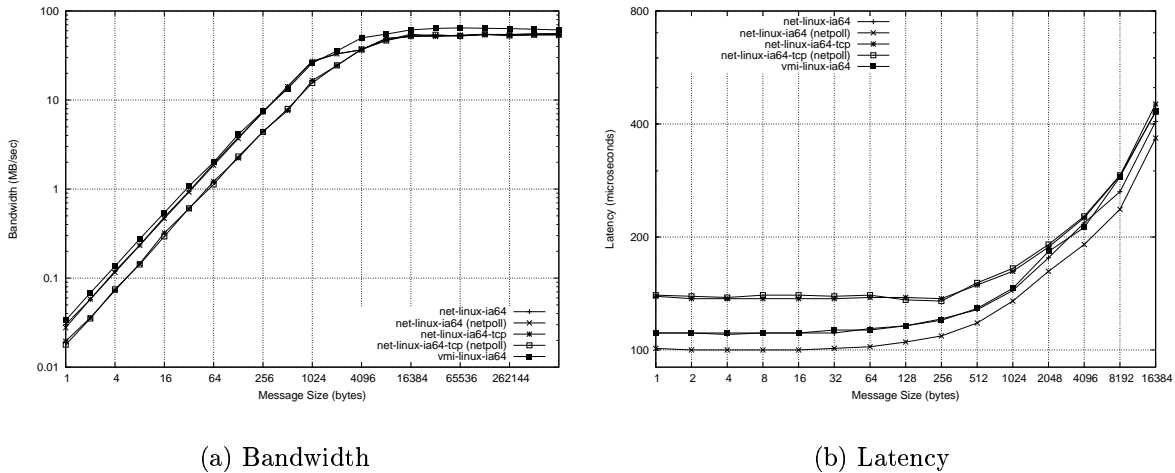 100
10
1
0.1
0.01
Bandwidth (MB/sec)
net-linux-ia64
net-linux-ia64 (netpoll)
net-linux-ia64-tcp
net-linux-ia64-tcp (netpoll)
vmi-linux-ia64
1 4 16 64 256 1024 4096 16384 65536 262144
Message Size (bytes)
(a) Bandwidth
800
400
200
100
Latency (microseconds)
net-linux-ia64
net-linux-ia64 (netpoll)
net-linux-ia64-tcp
net-linux-ia64-tcp (netpoll)
vmi-linux-ia64
1 2 4 8 16 32 64 128 256 512 1024 2048 4096 8192 16384
Message Size (bytes)
(b) Latency